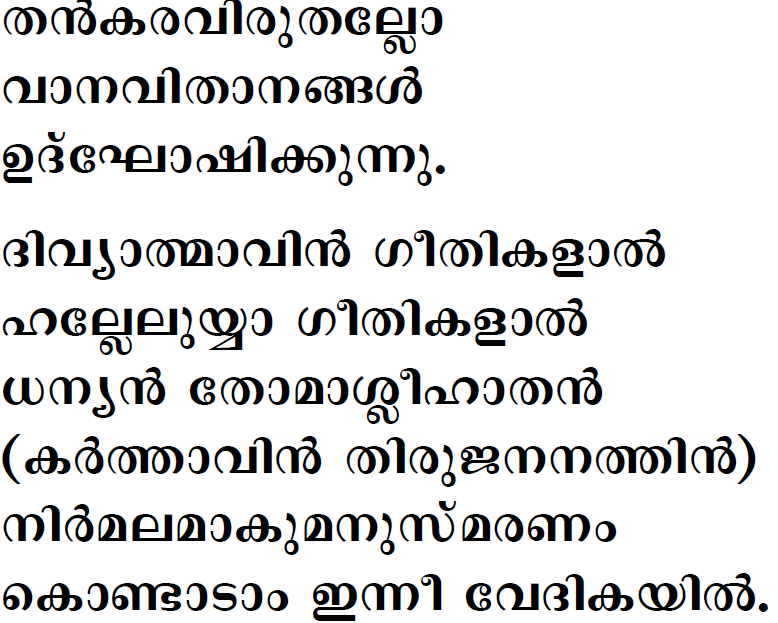 തൻകരവിരുതല്ലോ
വാനവിതാനങ്ങൾ
ഉദ്ഘോഷിക്കുന്നു.
ദിവ്യാത്മാവിൻ ഗീതികളാൽ
ഹല്ലേലുയ്യാ ഗീതികളാൽ
ധന്യൻ തോമാശ്ലീഹാതൻ
(കർത്താവിൻ തിരുജനനത്തിൻ)
നിർമലമാകുമനുസ്മരണം
കൊണ്ടാടാം ഇന്നീ വേദികയിൽ.